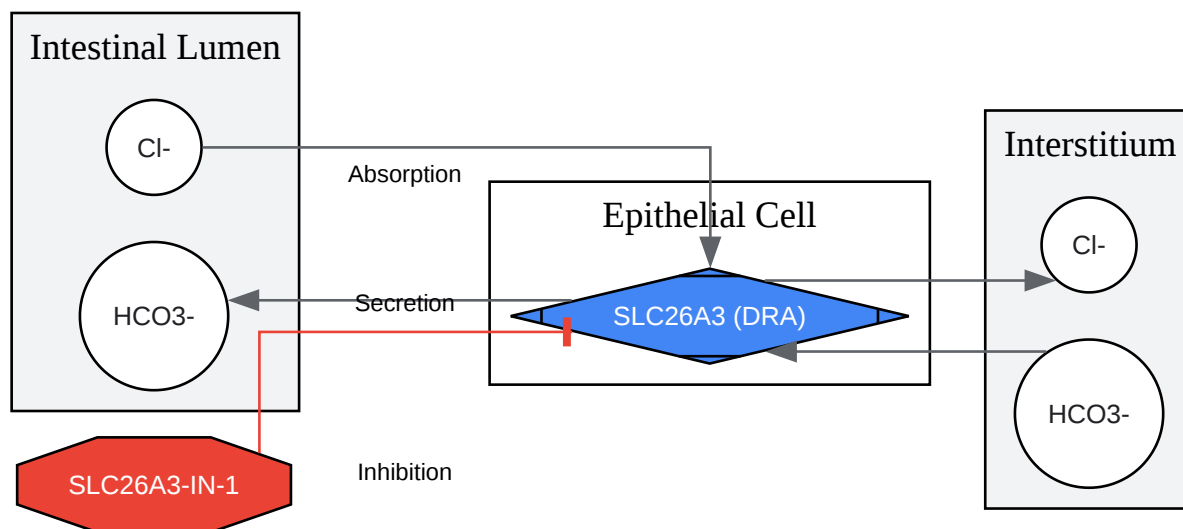 Intestinal Lumen
Cl-
Absorption
HCO3-
Secretion
SLC26A3-IN-1
Inhibition
Epithelial Cell
SLC26A3 (DRA)
Interstitium
Cl-
HCO3-